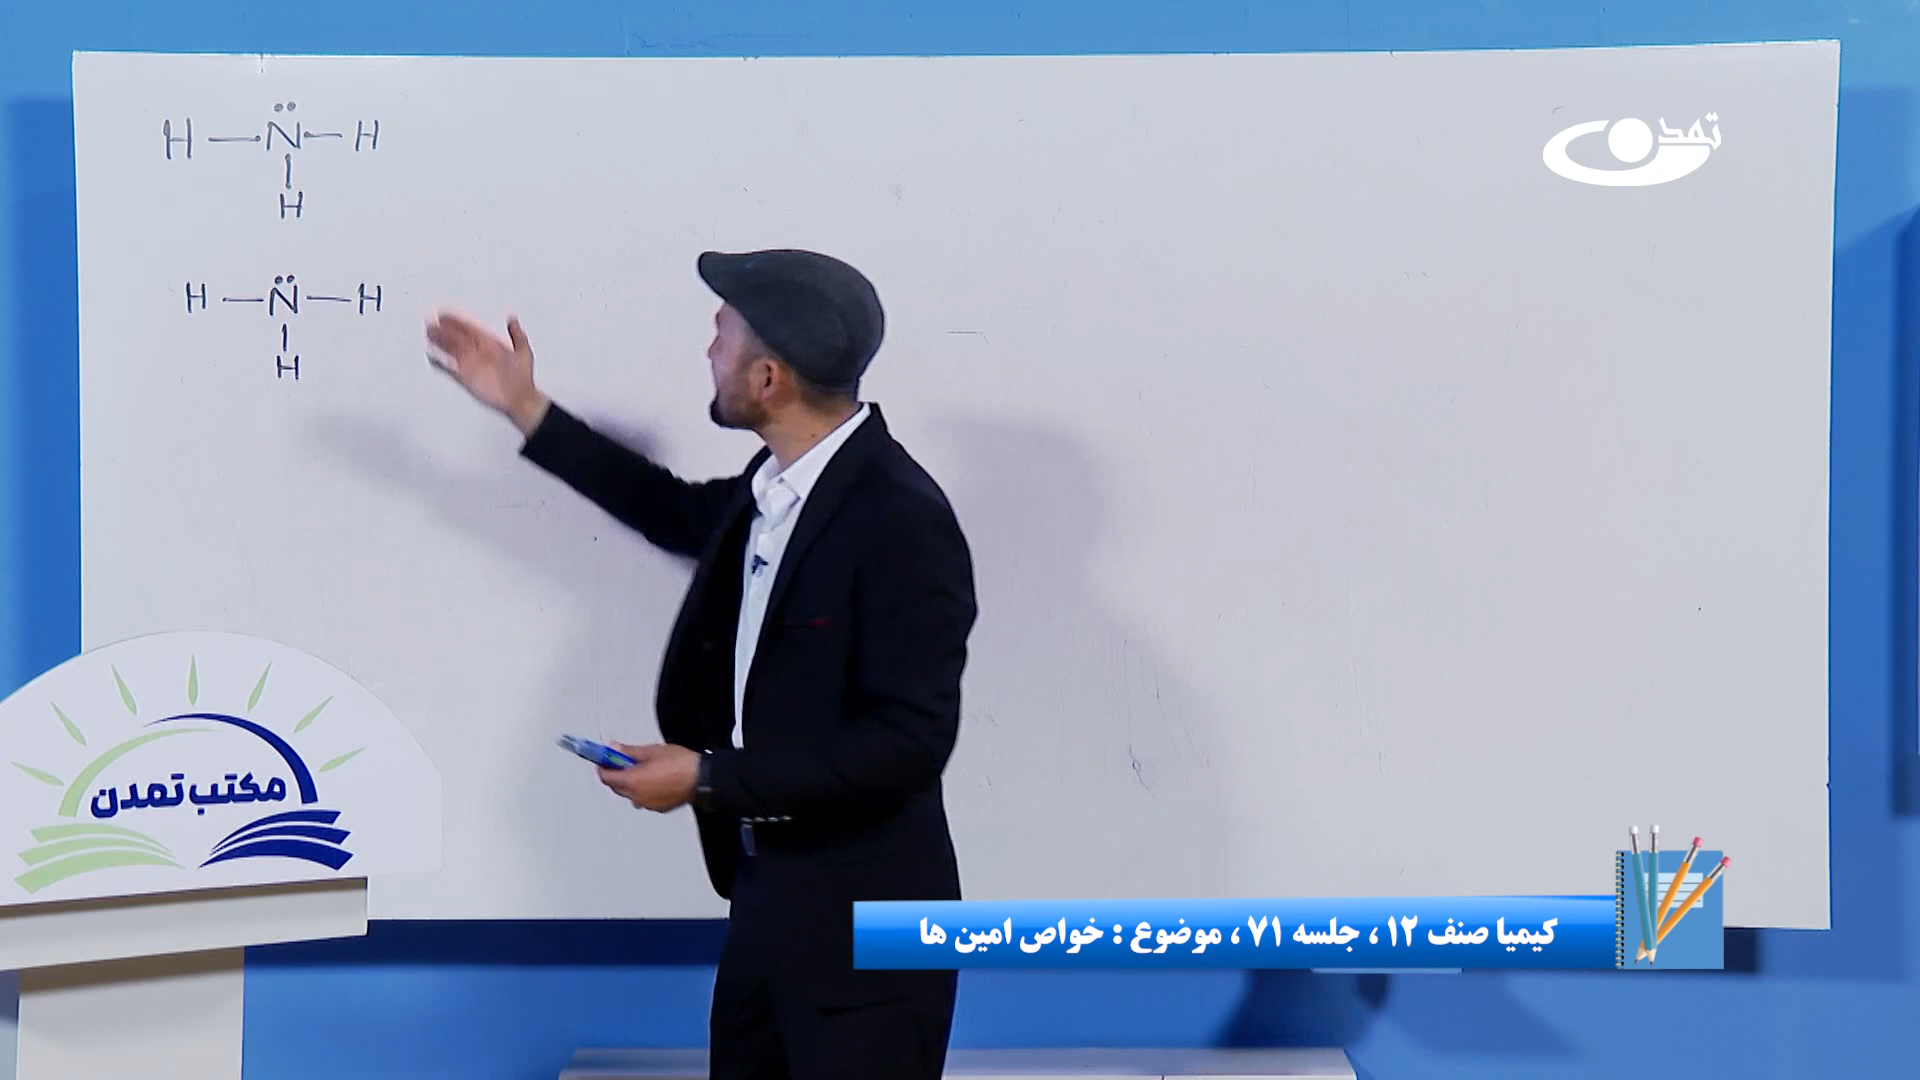 H — N̈ — H
|
H
H — N̈ — H
|
H
تمدن
مکتب تمدن
کیمیا صنف ۱۲ ، جلسه ۷۱ ، موضوع : خواص امین ها